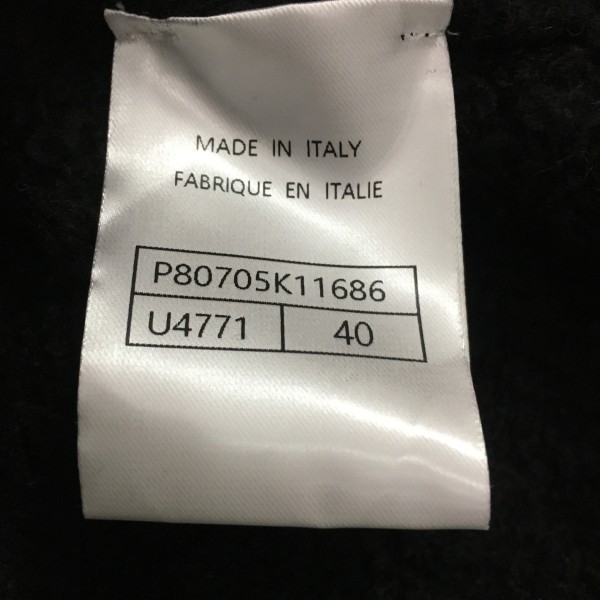 MADE IN ITALY
FABRIQUE EN ITALIE
P80705K11686
U4771 40